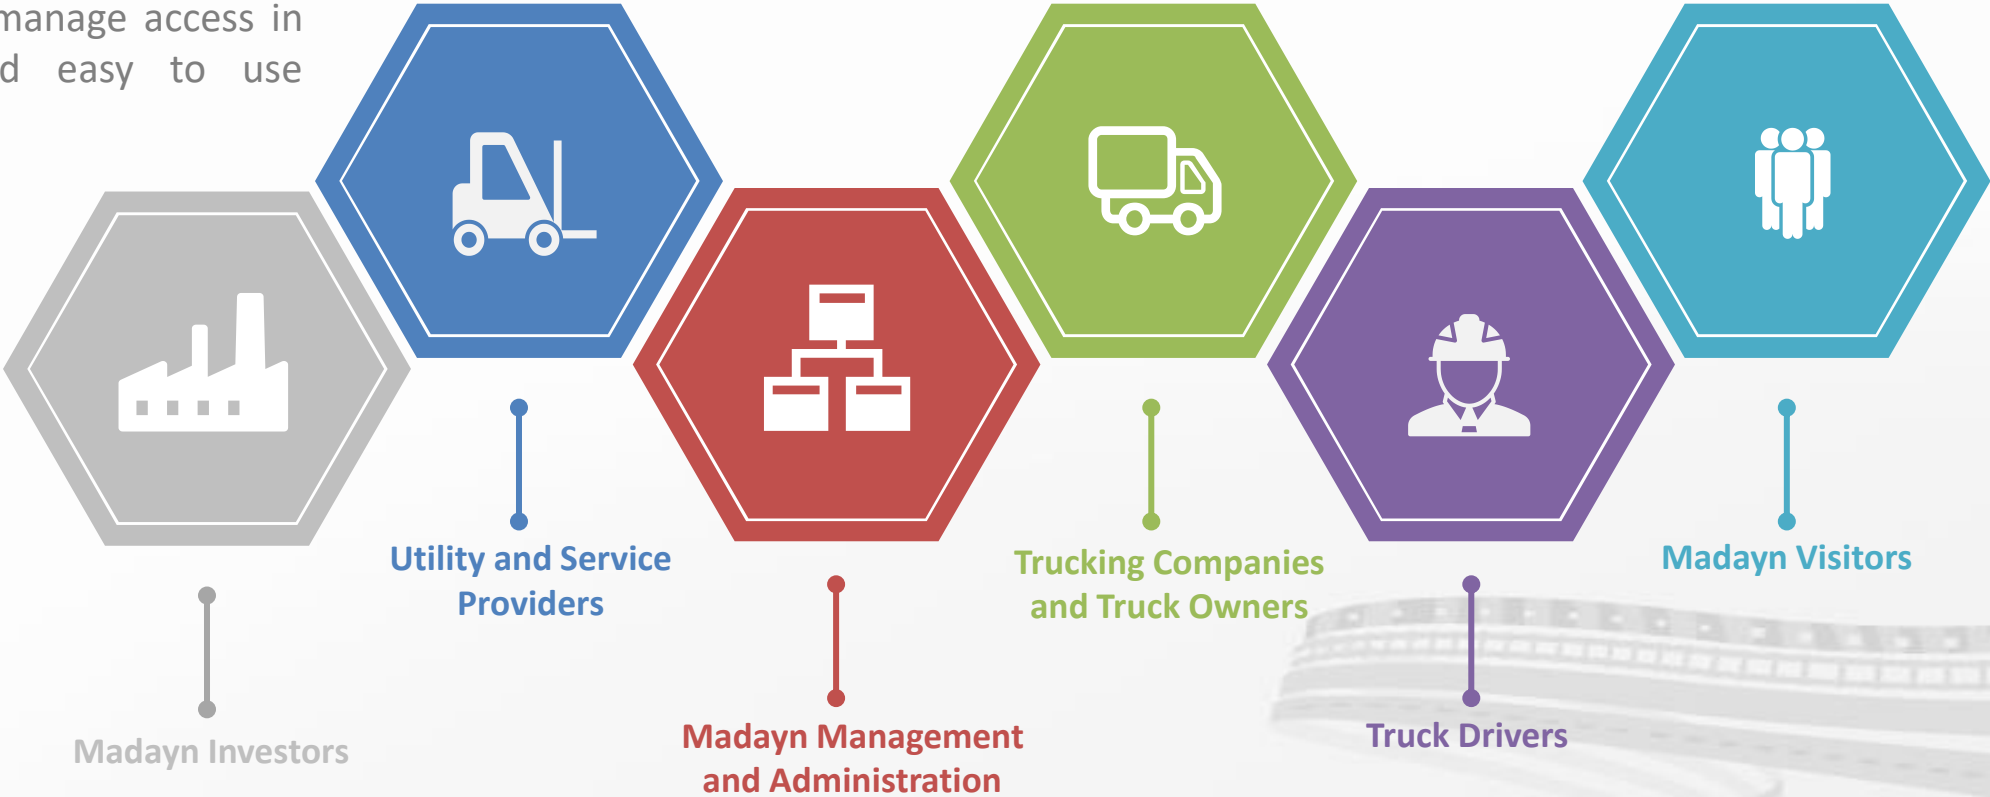 manage access in
d easy to use
Utility and Service
Providers
Trucking Companies
and Truck Owners
Madayn Visitors
Madayn Investors
Madayn Management
and Administration
Truck Drivers